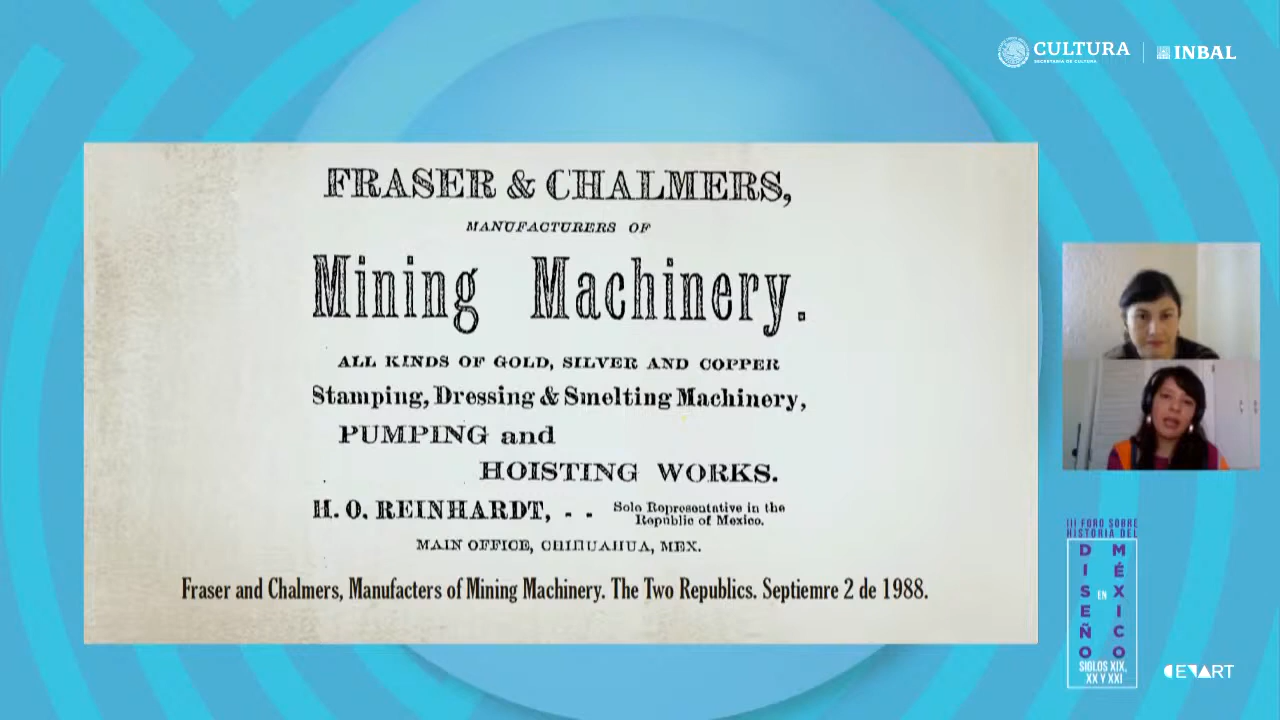 CULTURA
SECRETARÍA DE CULTURA
INBAL
FRASER & CHALMERS,
MANUFACTURERS OF
Mining Machinery.
ALL KINDS OF GOLD, SILVER AND COPPER
Stamping, Dressing & Smelting Machinery,
PUMPING and
HOISTING WORKS.
H. O. REINHARDT, - - Sole Representative in the
Republic of Mexico.
MAIN OFFICE, CHIHUAHUA, MEX.
Fraser and Chalmers, Manufacters of Mining Machinery. The Two Republics. Septiemre 2 de 1988.
III FORO SOBRE
HISTORIA DEL
DISEÑO
EN
MÉXICO
SIGLOS XIX,
XX Y XXI
CENART